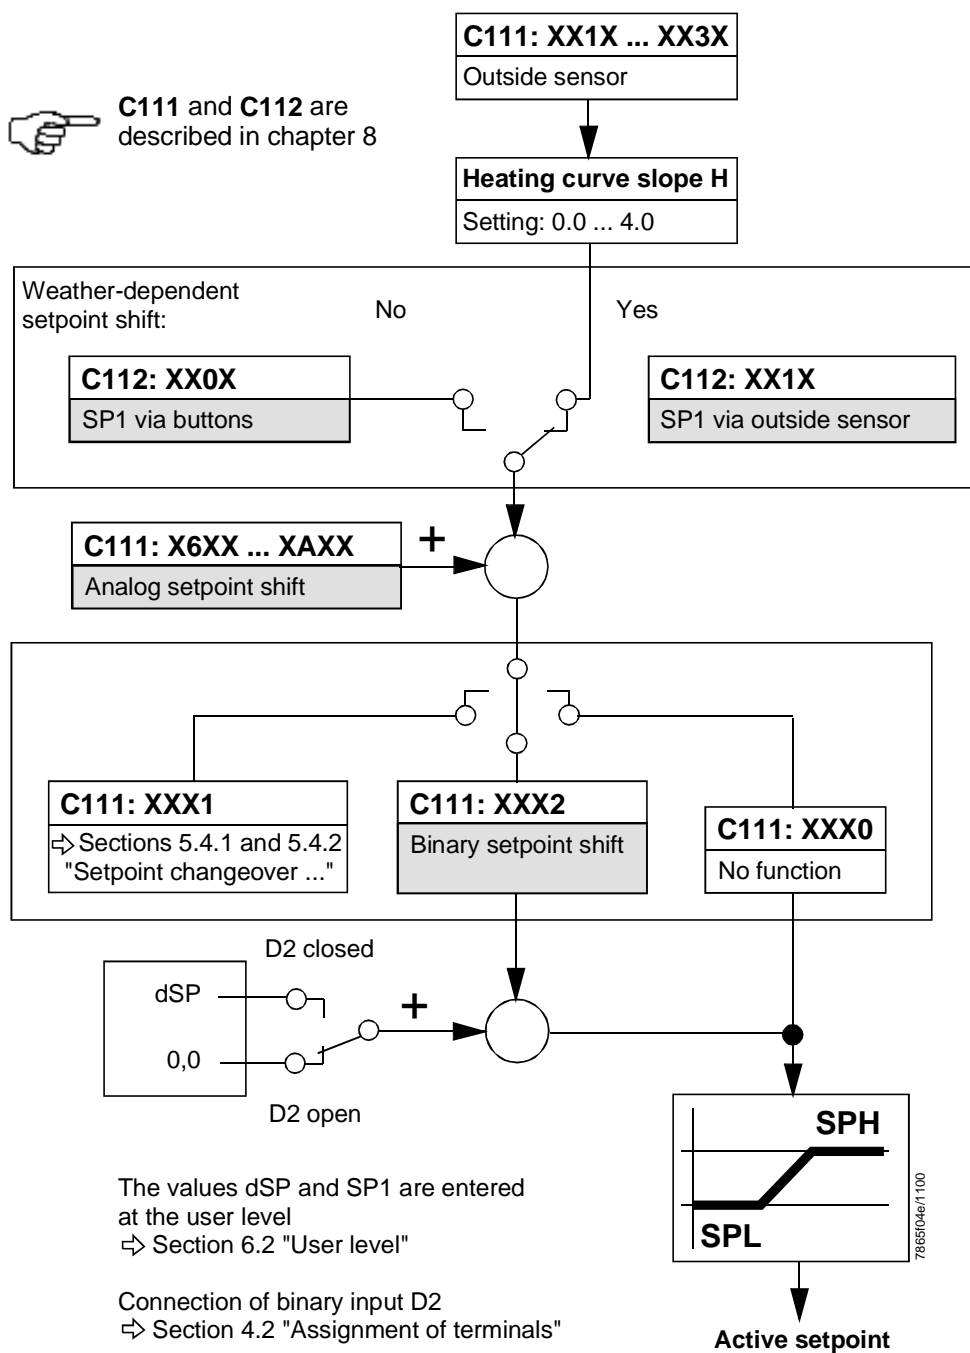 C111: XX1X ... XX3X
Outside sensor
C111 and C112 are
described in chapter 8
Heating curve slope H
Setting: 0.0 ... 4.0
Weather-dependent
setpoint shift:
No
Yes
C112: XX0X
SP1 via buttons
C112: XX1X
SP1 via outside sensor
C111: X6XX ... XAXX
Analog setpoint shift
+
C111: XXX1
⇨ Sections 5.4.1 and 5.4.2
"Setpoint changeover ..."
C111: XXX2
Binary setpoint shift
C111: XXX0
No function
D2 closed
dSP
+
0,0
D2 open
SPH
SPL
7865f04e/1100
The values dSP and SP1 are entered
at the user level
⇨ Section 6.2 "User level"
Connection of binary input D2
⇨ Section 4.2 "Assignment of terminals"
Active setpoint